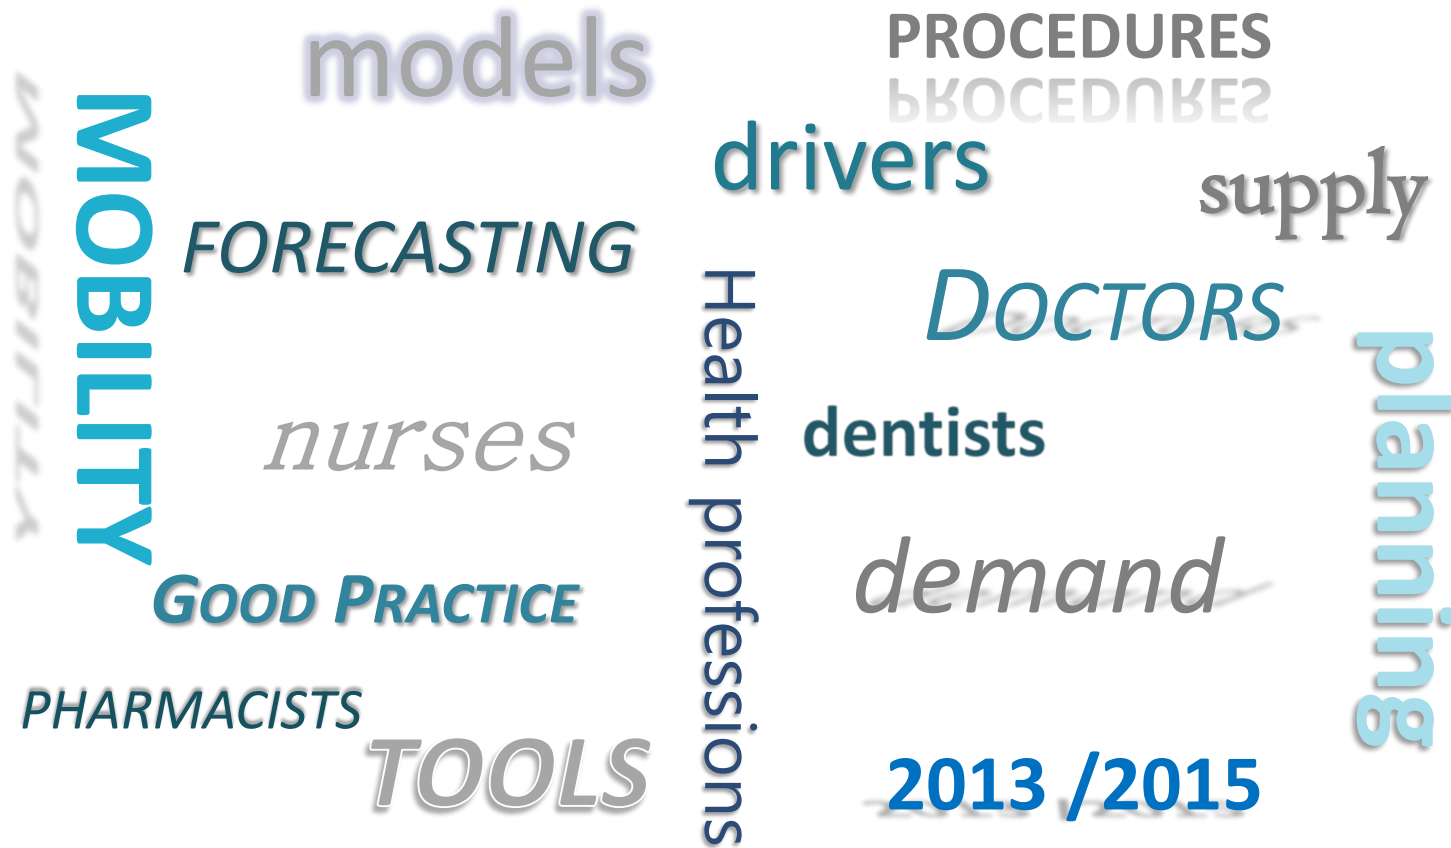 models
PROCEDURES
drivers
supply
MOBILITY
FORECASTING
Health professions
DOCTORS
planning
nurses
dentists
demand
GOOD PRACTICE
PHARMACISTS
TOOLS
2013 /2015